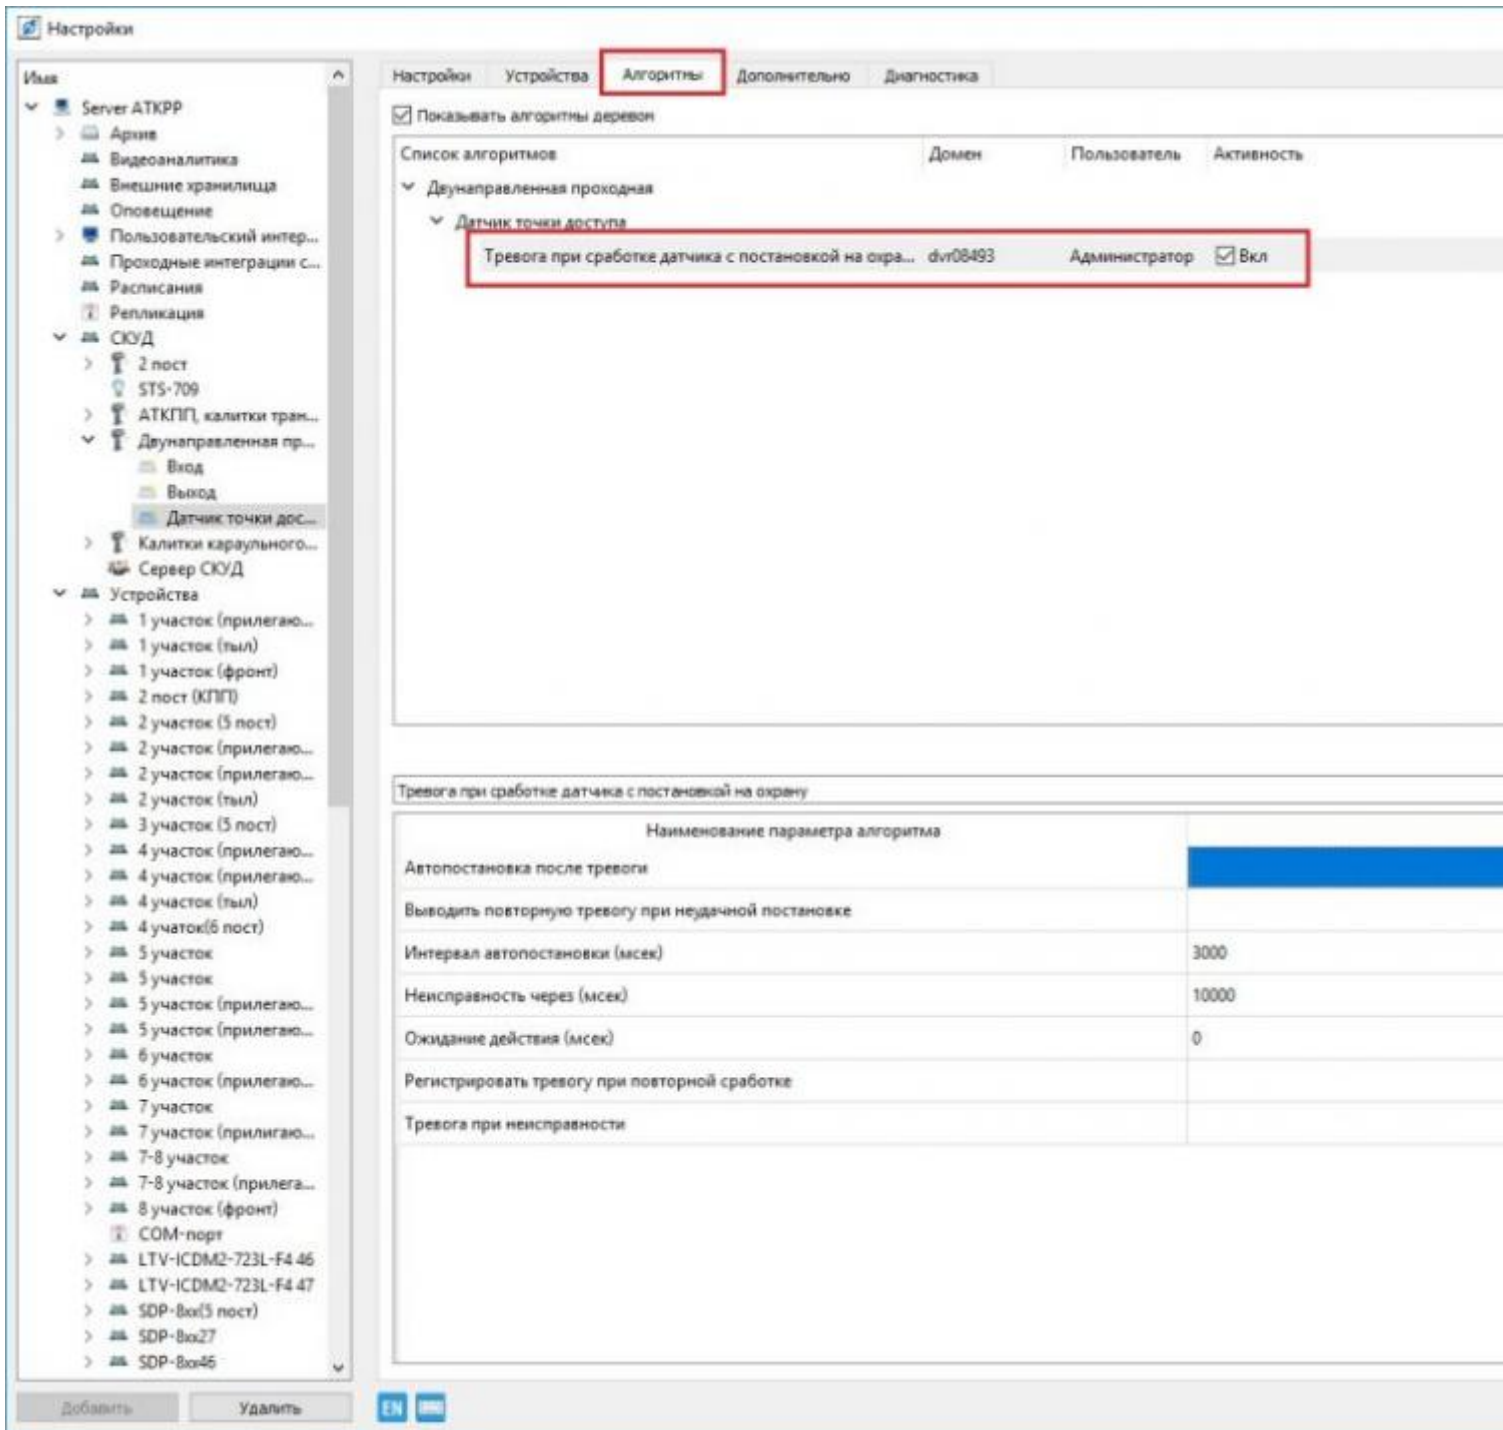 Настройки
Имя
Server АТКРР
Архив
Видеоаналитика
Внешние хранилища
Оповещение
Пользовательский интер...
Проходные интеграции с...
Расписания
Репликация
СКУД
2 пост
STS-709
АТКПП, калитки тран...
Двунаправленная пр...
Вход
Выход
Датчик точки дос...
Калитки караульного...
Сервер СКУД
Устройства
1 участок (прилегаю...
1 участок (тыл)
1 участок (фронт)
2 пост (КПП)
2 участок (5 пост)
2 участок (прилегаю...
2 участок (прилегаю...
2 участок (тыл)
3 участок (5 пост)
4 участок (прилегаю...
4 участок (прилегаю...
4 участок (тыл)
4 учаток(6 пост)
5 участок
5 участок
5 участок (прилегаю...
5 участок (прилегаю...
6 участок
6 участок (прилегаю...
7 участок
7 участок (прилигаю...
7-8 участок
7-8 участок (прилега...
8 участок (фронт)
COM-порт
LTV-ICDM2-723L-F4 46
LTV-ICDM2-723L-F4 47
SDP-8xx(5 пост)
SDP-8xx27
SDP-8xx46
Добавить Удалить
Настройки Устройства Алгоритмы Дополнительно Диагностика
Показывать алгоритмы деревом
Список алгоритмов Домен Пользователь Активность
Двунаправленная проходная
Датчик точки доступа
Тревога при сработке датчика с постановкой на охра... dvr08493 Администратор Вкл
Тревога при сработке датчика с постановкой на охрану
Наименование параметра алгоритма
Автопостановка после тревоги
Выводить повторную тревогу при неудачной постановке
Интервал автопостановки (мсек) 3000
Неисправность через (мсек) 10000
Ожидание действия (мсек) 0
Регистрировать тревогу при повторной сработке
Тревога при неисправности
EN